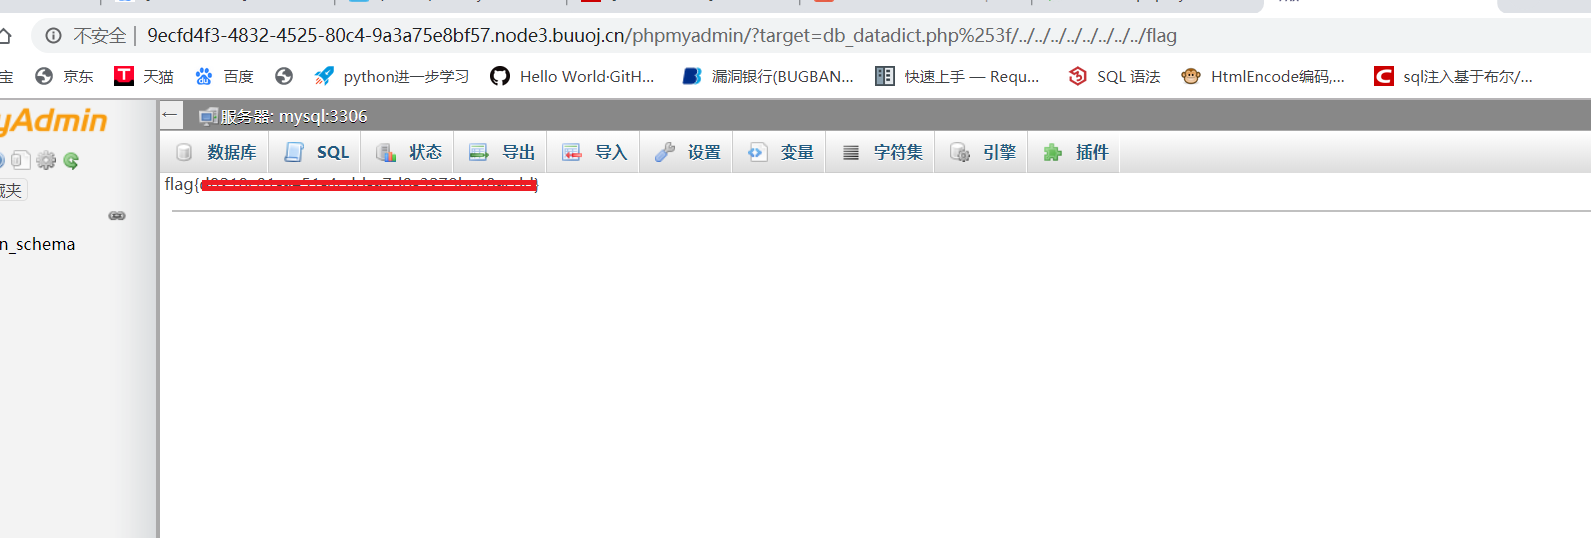 不安全 | 9ecfd4f3-4832-4525-80c4-9a3a75e8bf57.node3.buuoj.cn/phpmyadmin/?target=db_datadict.php%253f/../../../../../../../../flag
宝 京东 天猫 百度 python进一步学习 Hello World·GitH... 漏洞银行(BUGBAN... 快速上手 — Requ... SQL 语法 HtmlEncode编码,... sql注入基于布尔/...
yAdmin
← 服务器: mysql:3306
数据库 SQL 状态 导出 导入 设置 变量 字符集 引擎 插件
flag{
藏夹
n_schema